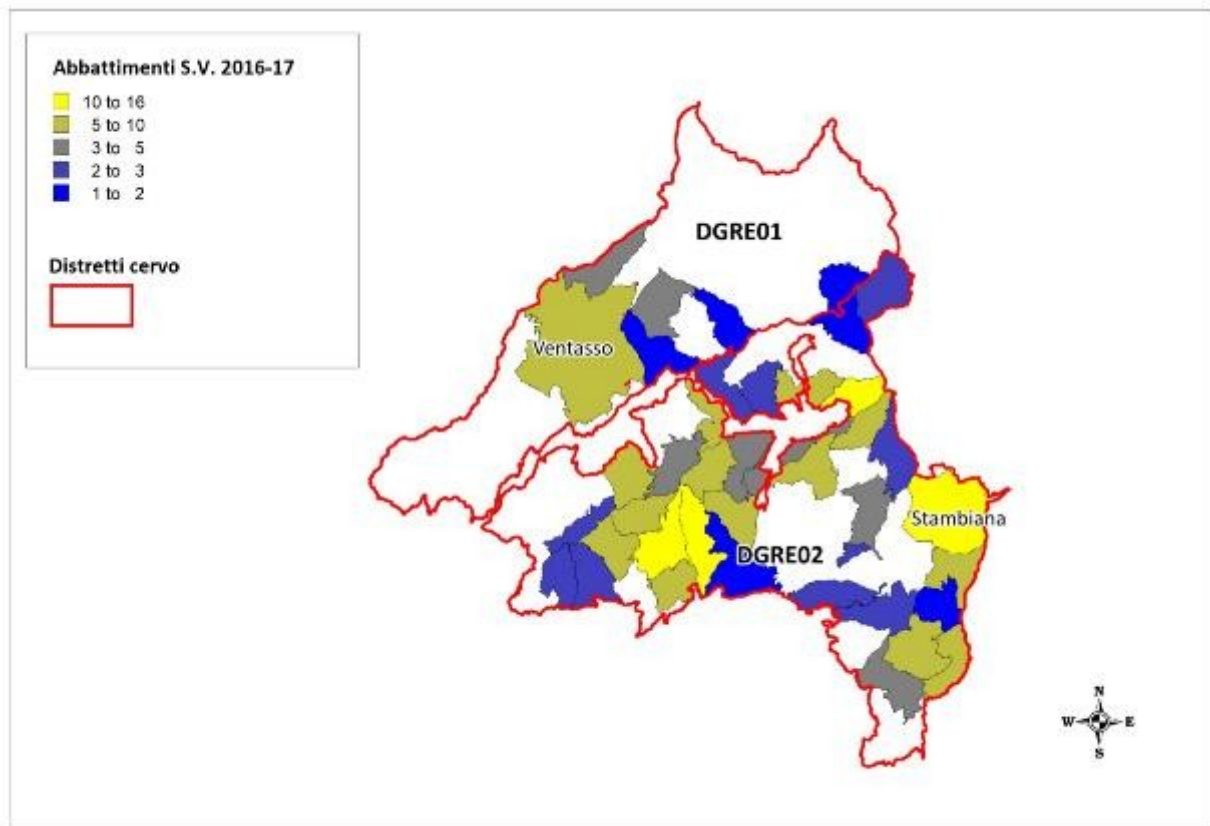 Abbattimenti S.V. 2016-17
10 to 16
5 to 10
3 to 5
2 to 3
1 to 2
Distretti cervo
DGRE01
Ventasso
Stambiana
DGRE02
N
W E
S